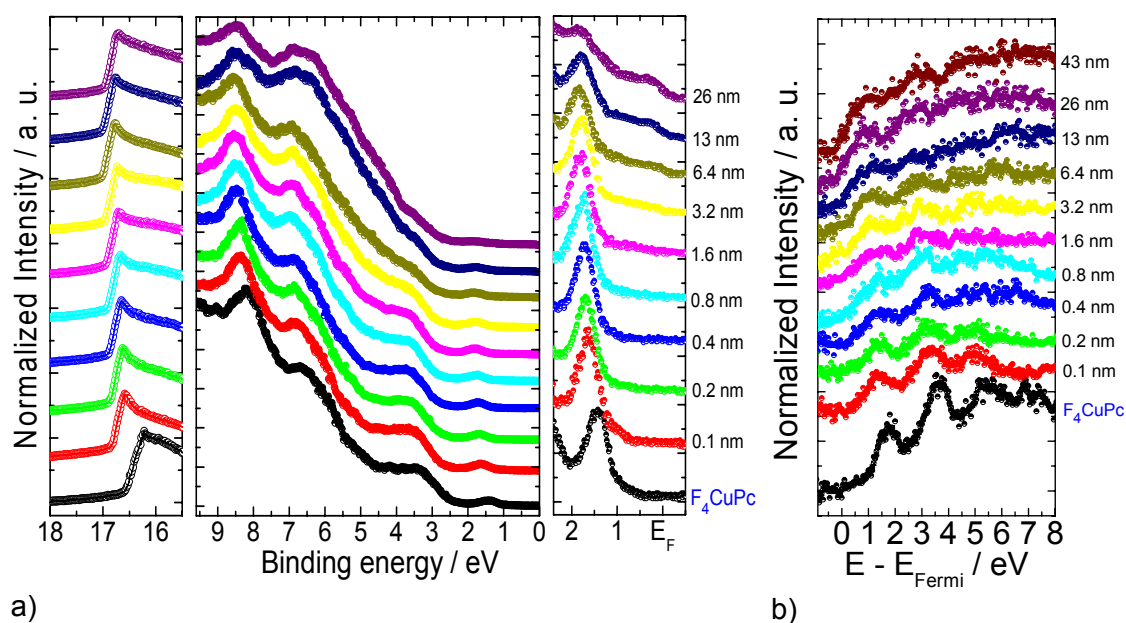 Normalized Intensity / a. u.
26 nm
13 nm
6.4 nm
3.2 nm
1.6 nm
0.8 nm
0.4 nm
0.2 nm
0.1 nm
F₄CuPc
18 17 16
9 8 7 6 5 4 3 2 1 0
2 1 E_F
Binding energy / eV
a)
Normalized Intensity / a. u.
43 nm
26 nm
13 nm
6.4 nm
3.2 nm
1.6 nm
0.8 nm
0.4 nm
0.2 nm
0.1 nm
F₄CuPc
0 1 2 3 4 5 6 7 8
E - E_Fermi / eV
b)